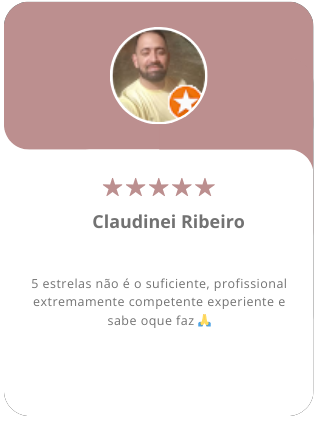 Claudinei Ribeiro
5 estrelas não é o suficiente, profissional
extremamente competente experiente e
sabe oque faz 🙏